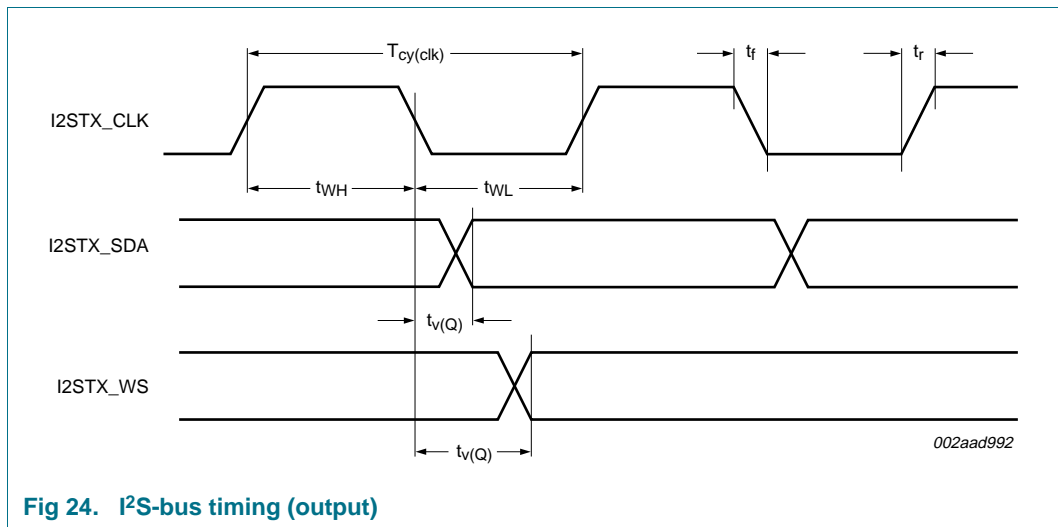 Tcy(clk)
tf
tr
I2STX_CLK
tWH
tWL
I2STX_SDA
tv(Q)
I2STX_WS
tv(Q)
002aad992
Fig 24. I²S-bus timing (output)